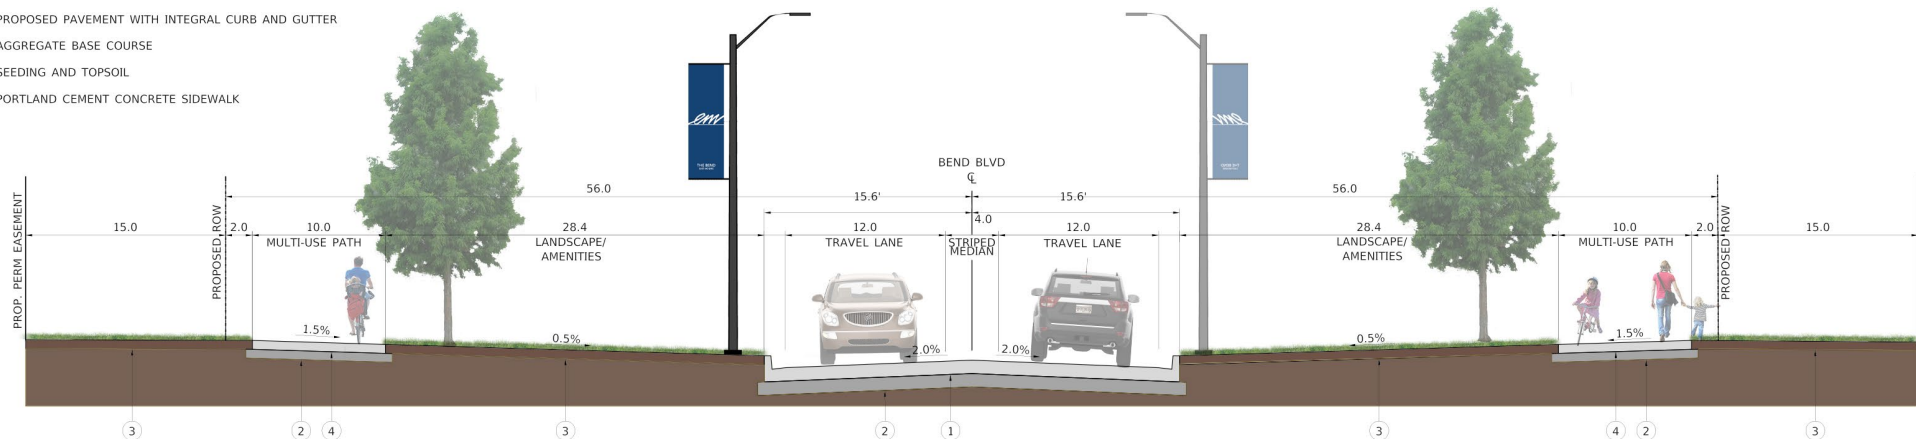 PROPOSED PAVEMENT WITH INTEGRAL CURB AND GUTTER
AGGREGATE BASE COURSE
SEEDING AND TOPSOIL
PORTLAND CEMENT CONCRETE SIDEWALK
em
THE BEND
BEND BLVD
℄
56.0
56.0
15.6'
15.6'
4.0
15.0
2.0
10.0
28.4
12.0
12.0
28.4
10.0
2.0
15.0
PROP. PERM EASEMENT
PROPOSED ROW
MULTI-USE PATH
LANDSCAPE/
AMENITIES
TRAVEL LANE
STRIPED
MEDIAN
TRAVEL LANE
LANDSCAPE/
AMENITIES
MULTI-USE PATH
PROPOSED ROW
1.5%
0.5%
2.0%
2.0%
0.5%
1.5%
3
2
4
3
2
1
3
4
2
3